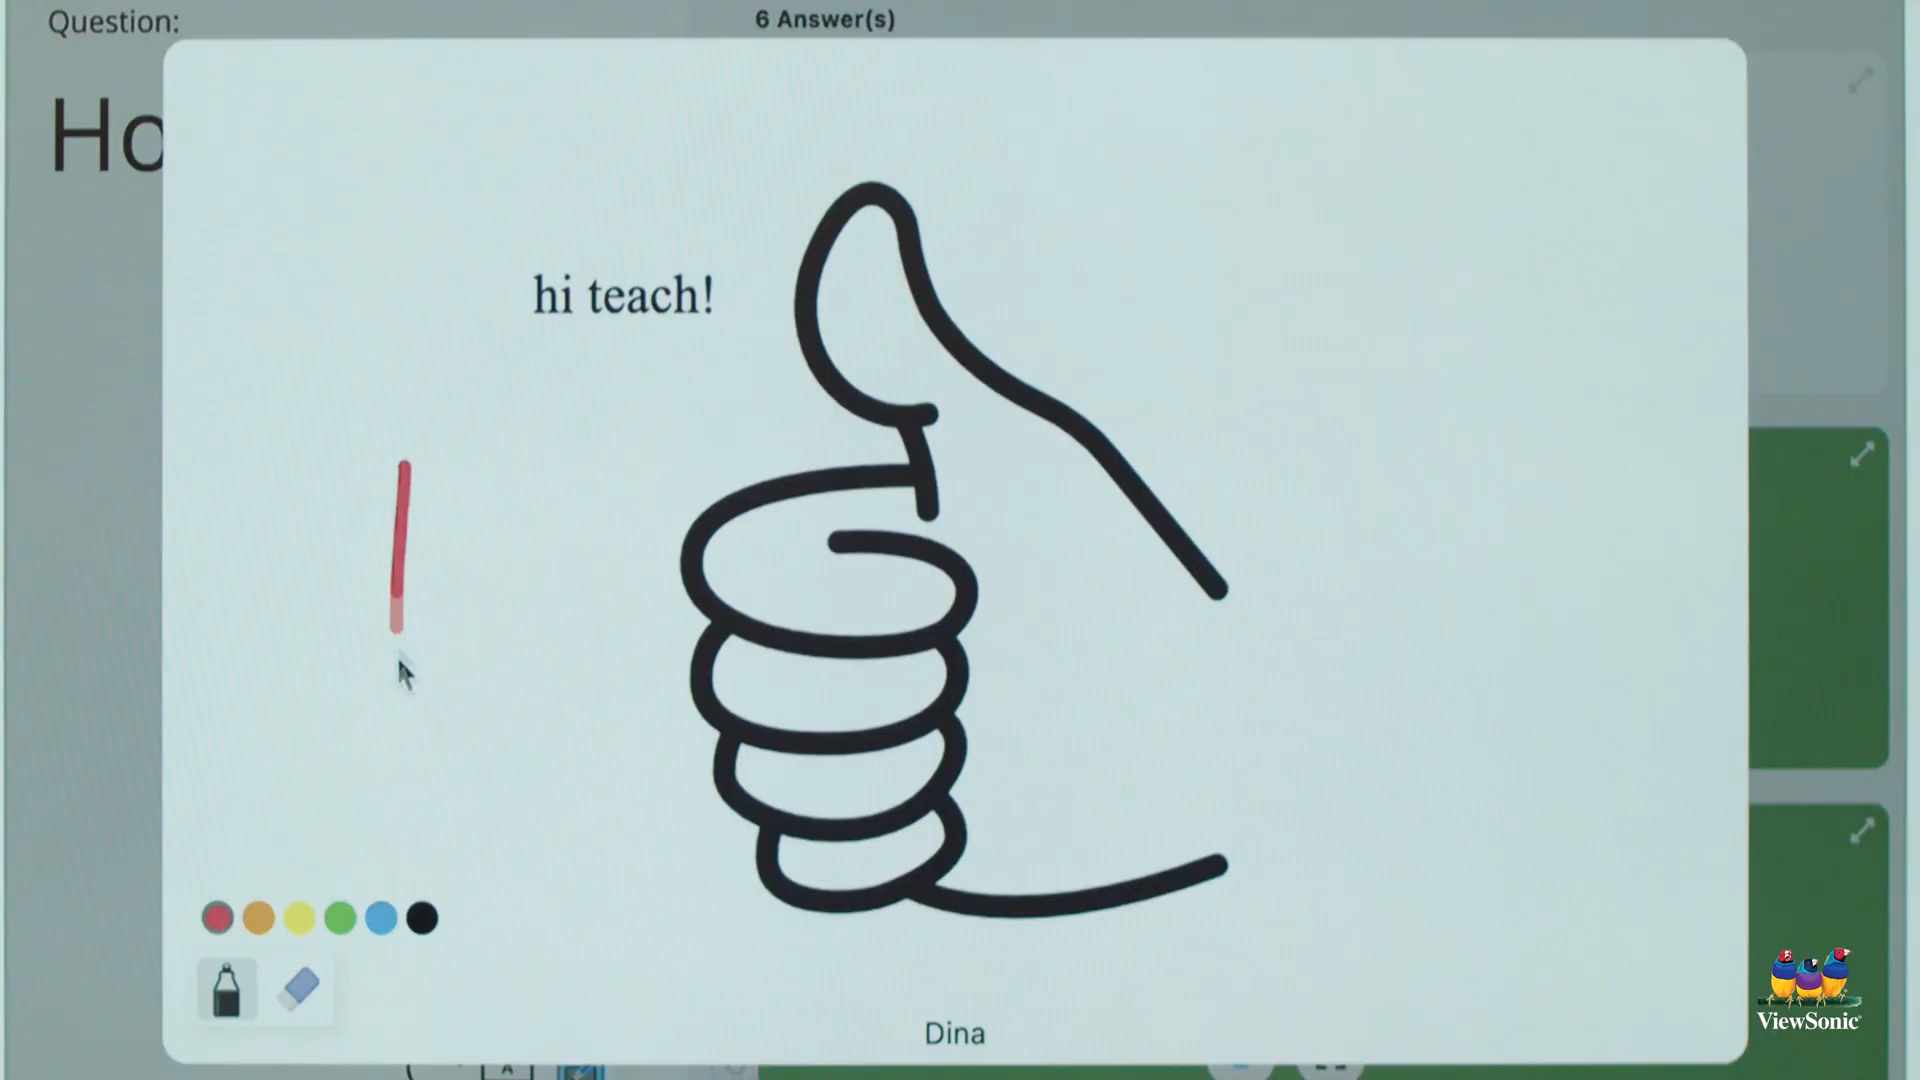 Question:
6 Answer(s)
Ho
hi teach!
A
Dina
ViewSonic